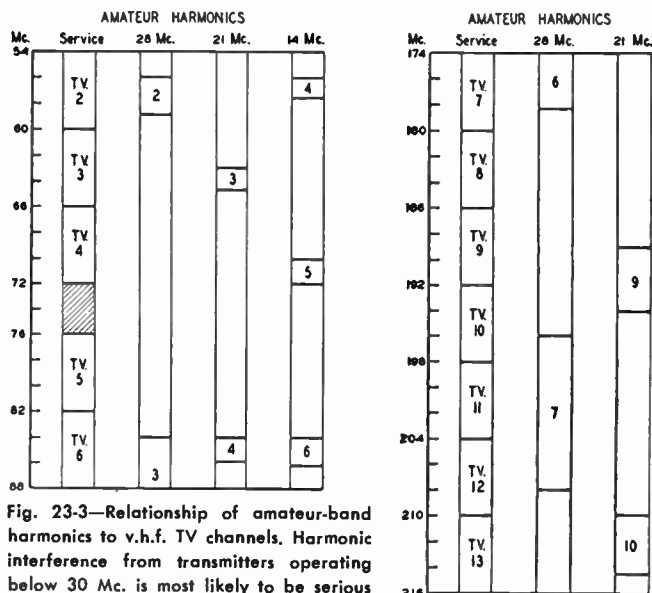 AMATEUR HARMONICS
Mc. Service 28 Mc. 21 Mc. 14 Mc.
54
T.V. 2
2
4
60
T.V. 3
3
66
T.V. 4
5
72
76
T.V. 5
82
T.V. 6
4
6
3
88
Fig. 23-3—Relationship of amateur-band
harmonics to v.h.f. TV channels. Harmonic
interference from transmitters operating
below 30 Mc. is most likely to be serious
AMATEUR HARMONICS
Mc. Service 28 Mc. 21 Mc.
174
T.V. 7
6
180
T.V. 8
186
T.V. 9
9
192
T.V. 10
198
T.V. 11
7
204
T.V. 12
210
T.V. 13
10
216